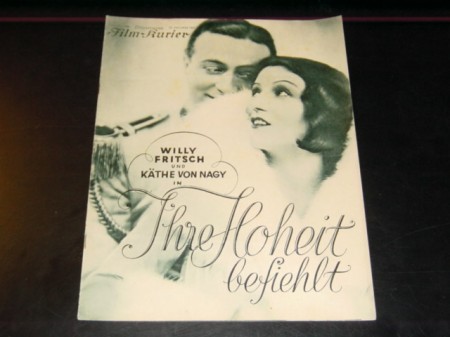 Film-Kurier
WILLY
FRITSCH
UND
KÄTHE VON NAGY
IN
Ihre Hoheit
befiehlt